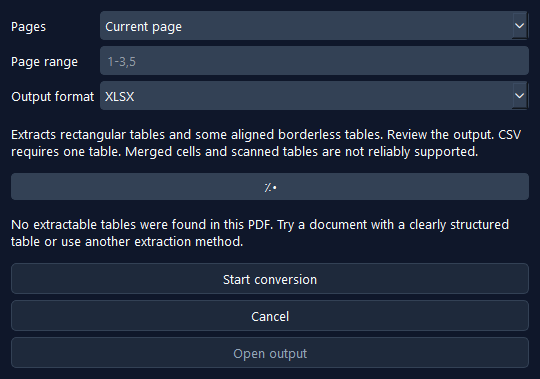 Pages
Current page
Page range
1-3,5
Output format
XLSX
Extracts rectangular tables and some aligned borderless tables. Review the output. CSV
requires one table. Merged cells and scanned tables are not reliably supported.
٪٠
No extractable tables were found in this PDF. Try a document with a clearly structured
table or use another extraction method.
Start conversion
Cancel
Open output